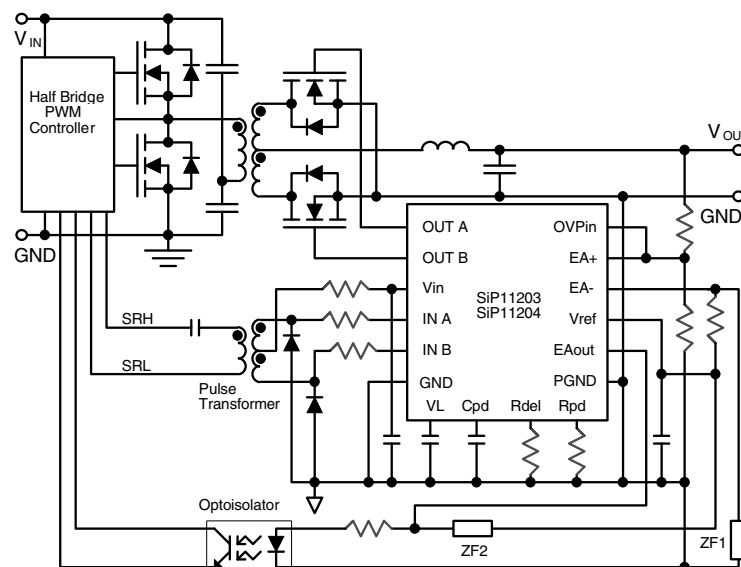 V IN
Half Bridge
PWM
Controller
GND
V OU
GND
OUT A
OUT B
Vin
IN A
IN B
GND
OVPin
EA+
EA-
Vref
EAout
PGND
SiP11203
SiP11204
VL Cpd Rdel Rpd
SRH
SRL
Pulse
Transformer
Optoisolator
ZF2
ZF1